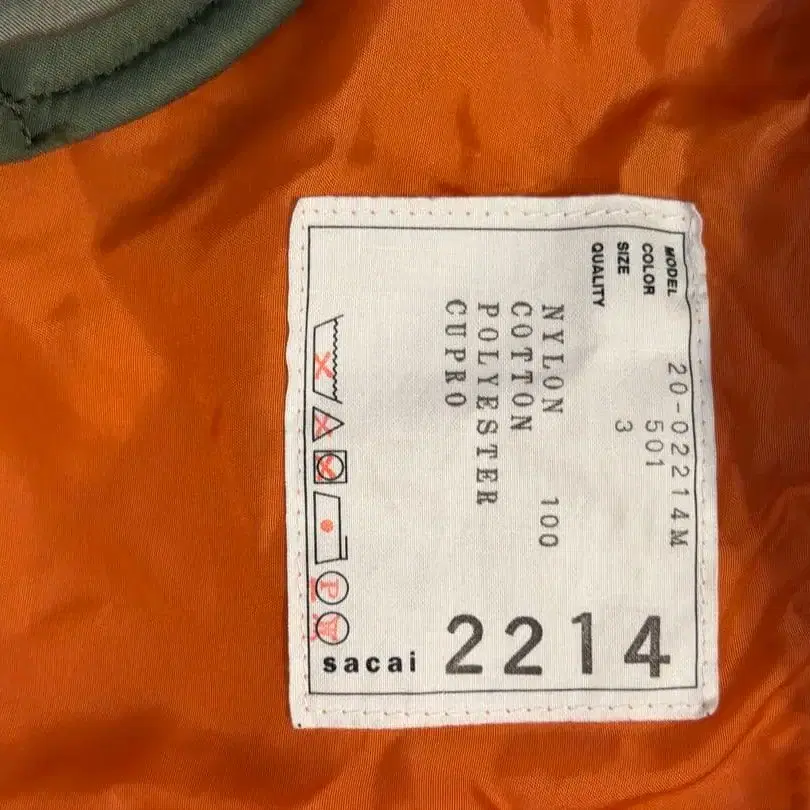 MODEL 20-02214M
COLOR 501
SIZE 3
QUALITY
NYLON 100
COTTON
POLYESTER
CUPRO
P
W
sacai 2214